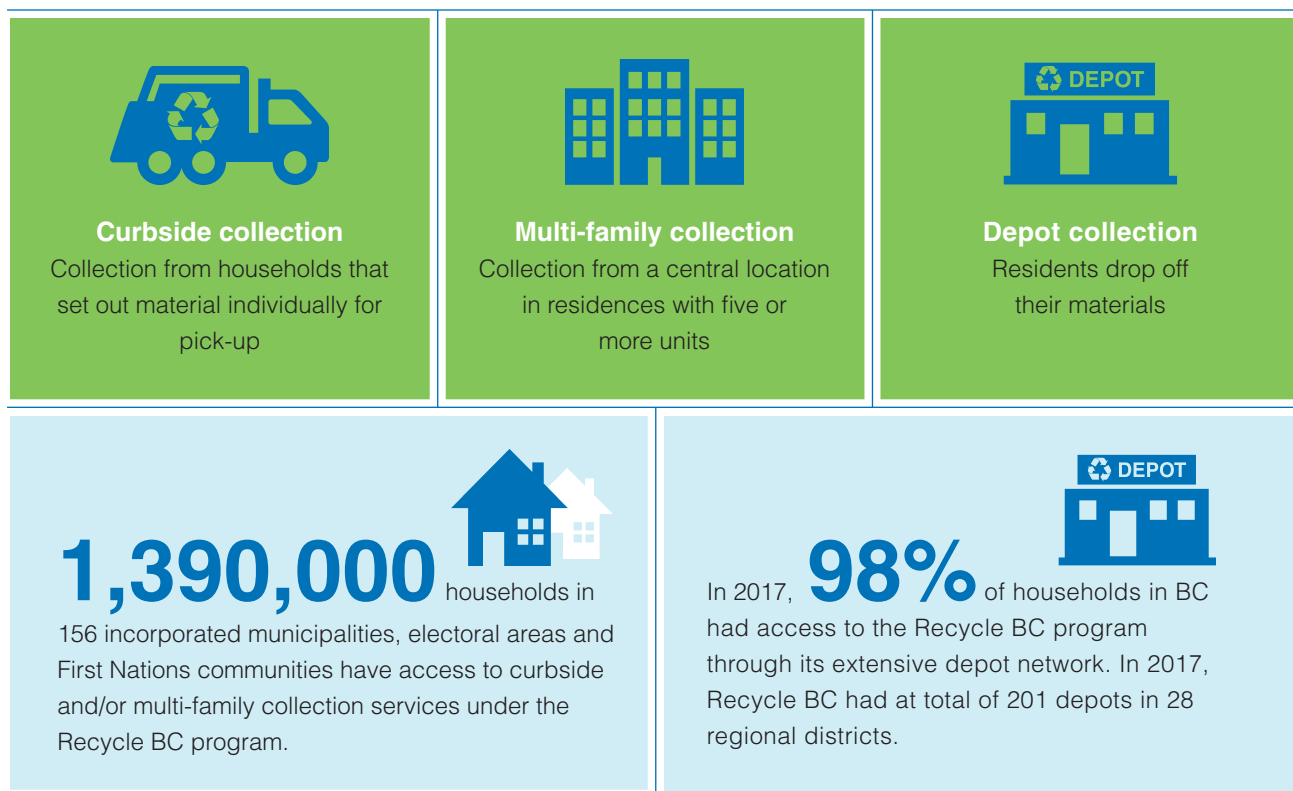 Curbside collection
Collection from households that
set out material individually for
pick-up
Multi-family collection
Collection from a central location
in residences with five or
more units
DEPOT
Depot collection
Residents drop off
their materials
1,390,000 households in
156 incorporated municipalities, electoral areas and
First Nations communities have access to curbside
and/or multi-family collection services under the
Recycle BC program.
DEPOT
In 2017, 98% of households in BC
had access to the Recycle BC program
through its extensive depot network. In 2017,
Recycle BC had at total of 201 depots in 28
regional districts.